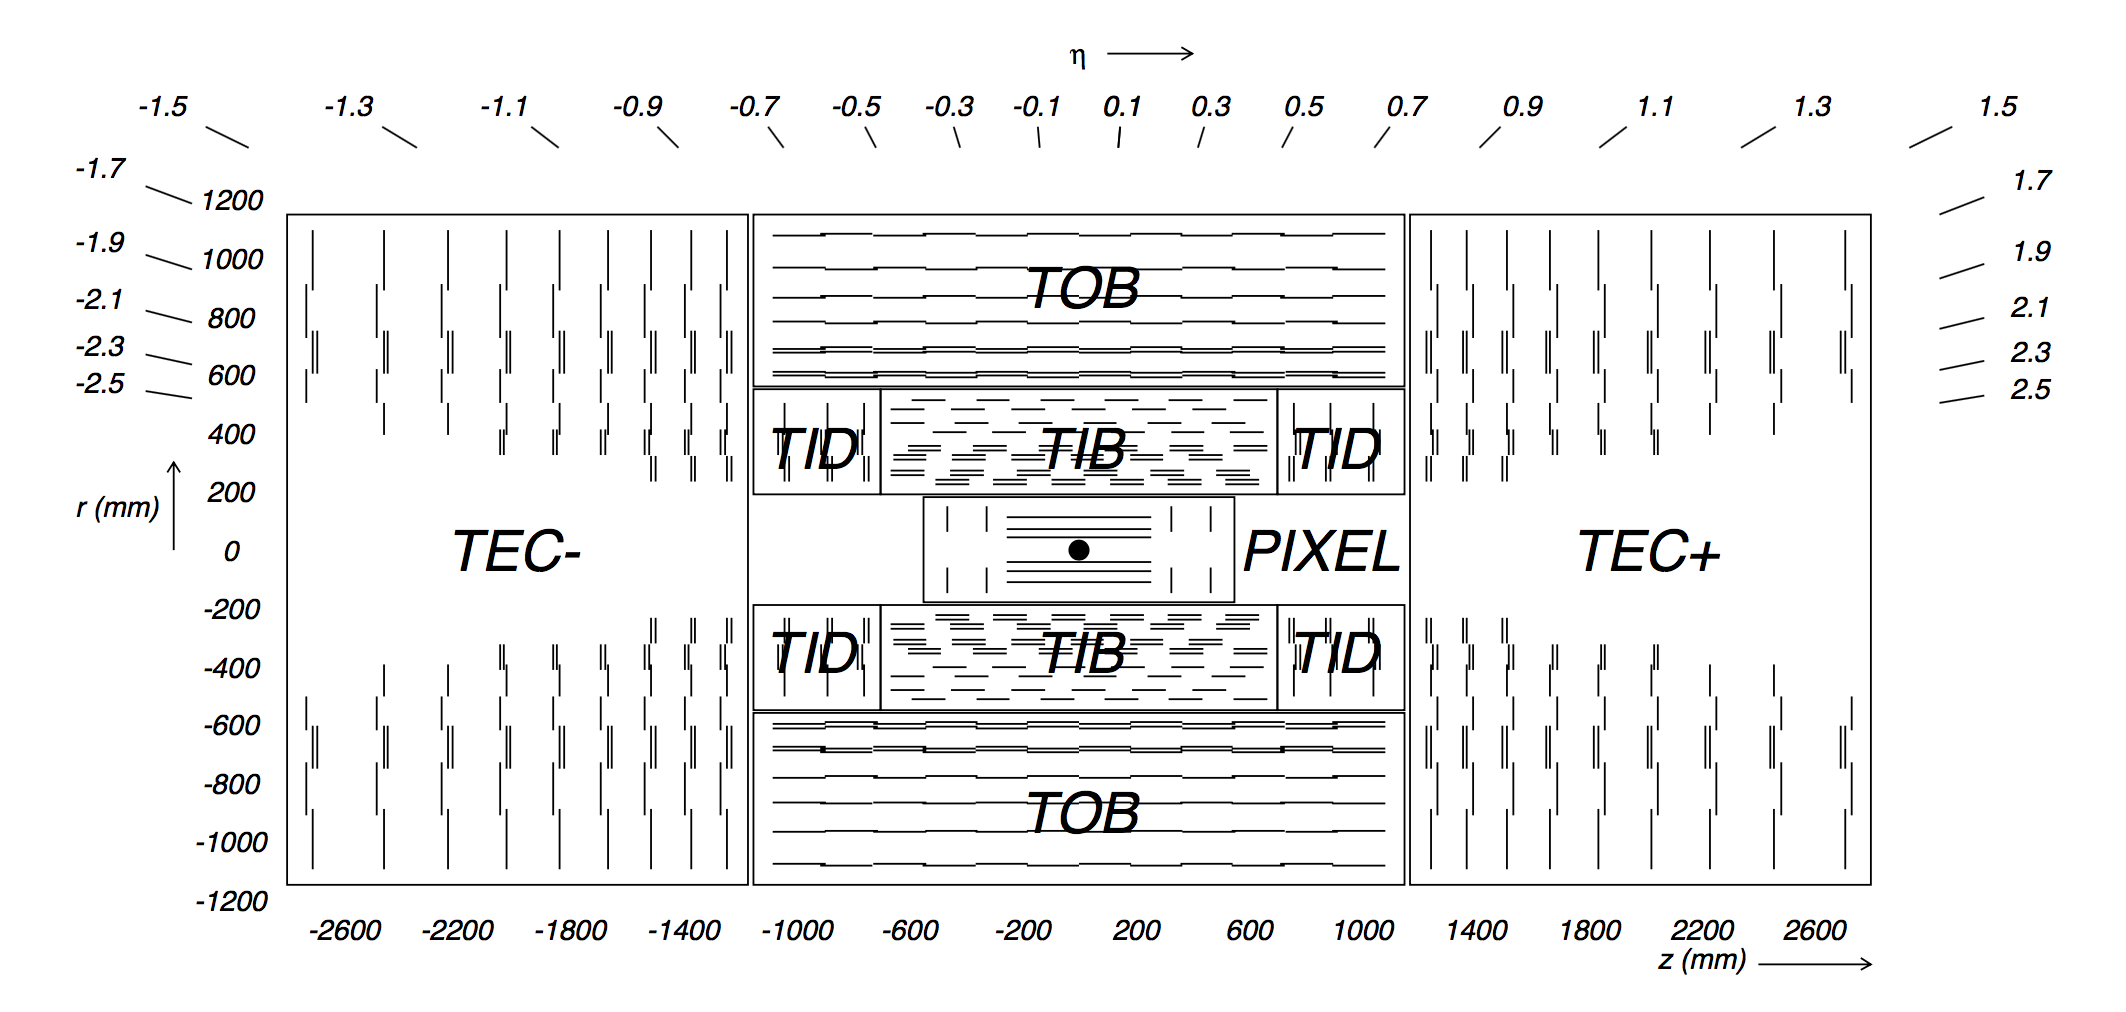 η
-1.5 -1.3 -1.1 -0.9 -0.7 -0.5 -0.3 -0.1 0.1 0.3 0.5 0.7 0.9 1.1 1.3 1.5
-1.7 1.7
1200
-1.9 1.9
1000
-2.1 2.1
800
-2.3 2.3
600
-2.5 2.5
400
200
r (mm)
0
-200
-400
-600
-800
-1000
-1200
TOB
TID TIB TID
TEC- PIXEL TEC+
TID TIB TID
TOB
-2600 -2200 -1800 -1400 -1000 -600 -200 200 600 1000 1400 1800 2200 2600
z (mm)